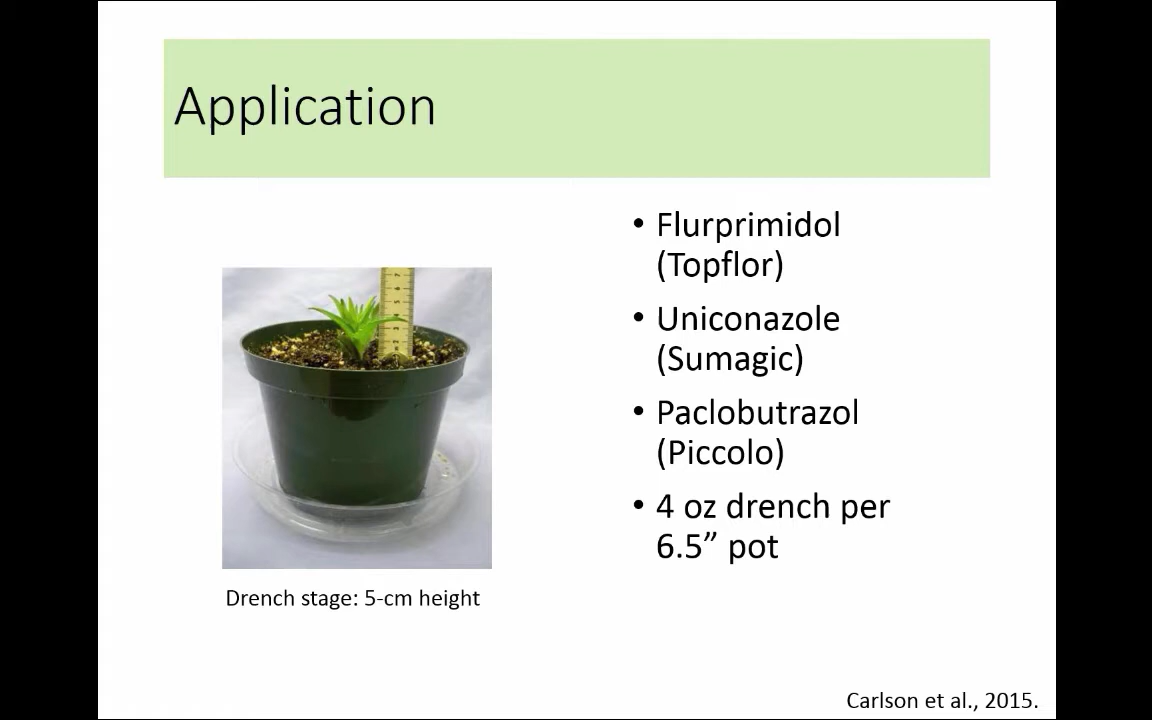 Application
• Flurprimidol
(Topflor)
• Uniconazole
(Sumagic)
• Paclobutrazol
(Piccolo)
• 4 oz drench per
6.5” pot
Drench stage: 5-cm height
Carlson et al., 2015.